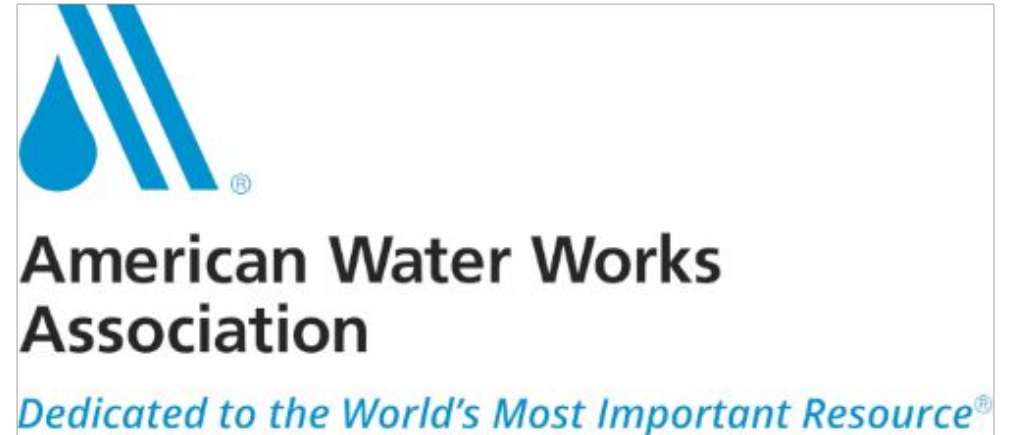 ®
American Water Works
Association
Dedicated to the World's Most Important Resource®